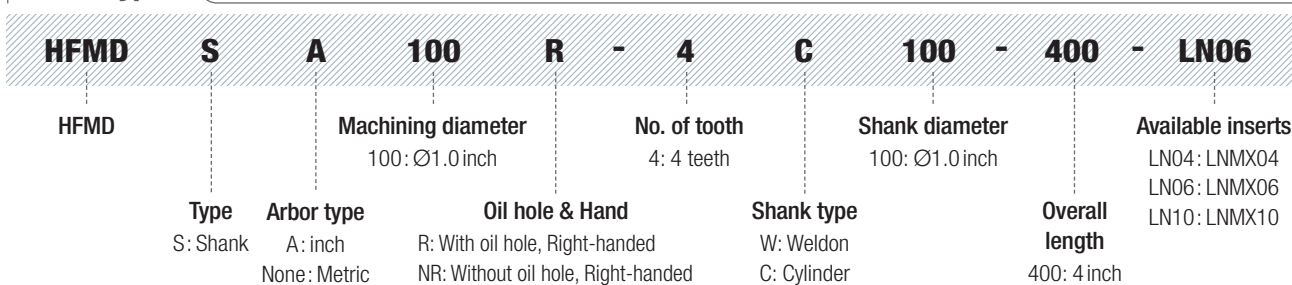 HFMD S A 100 R - 4 C 100 - 400 - LN06
HFMD
Machining diameter
100: Ø1.0 inch
No. of tooth
4: 4 teeth
Shank diameter
100: Ø1.0 inch
Available inserts
LN04: LNMX04
LN06: LNMX06
LN10: LNMX10
Type
S: Shank
Arbor type
A: inch
None: Metric
Oil hole & Hand
R: With oil hole, Right-handed
NR: Without oil hole, Right-handed
Shank type
W: Weldon
C: Cylinder
Overall
length
400: 4 inch